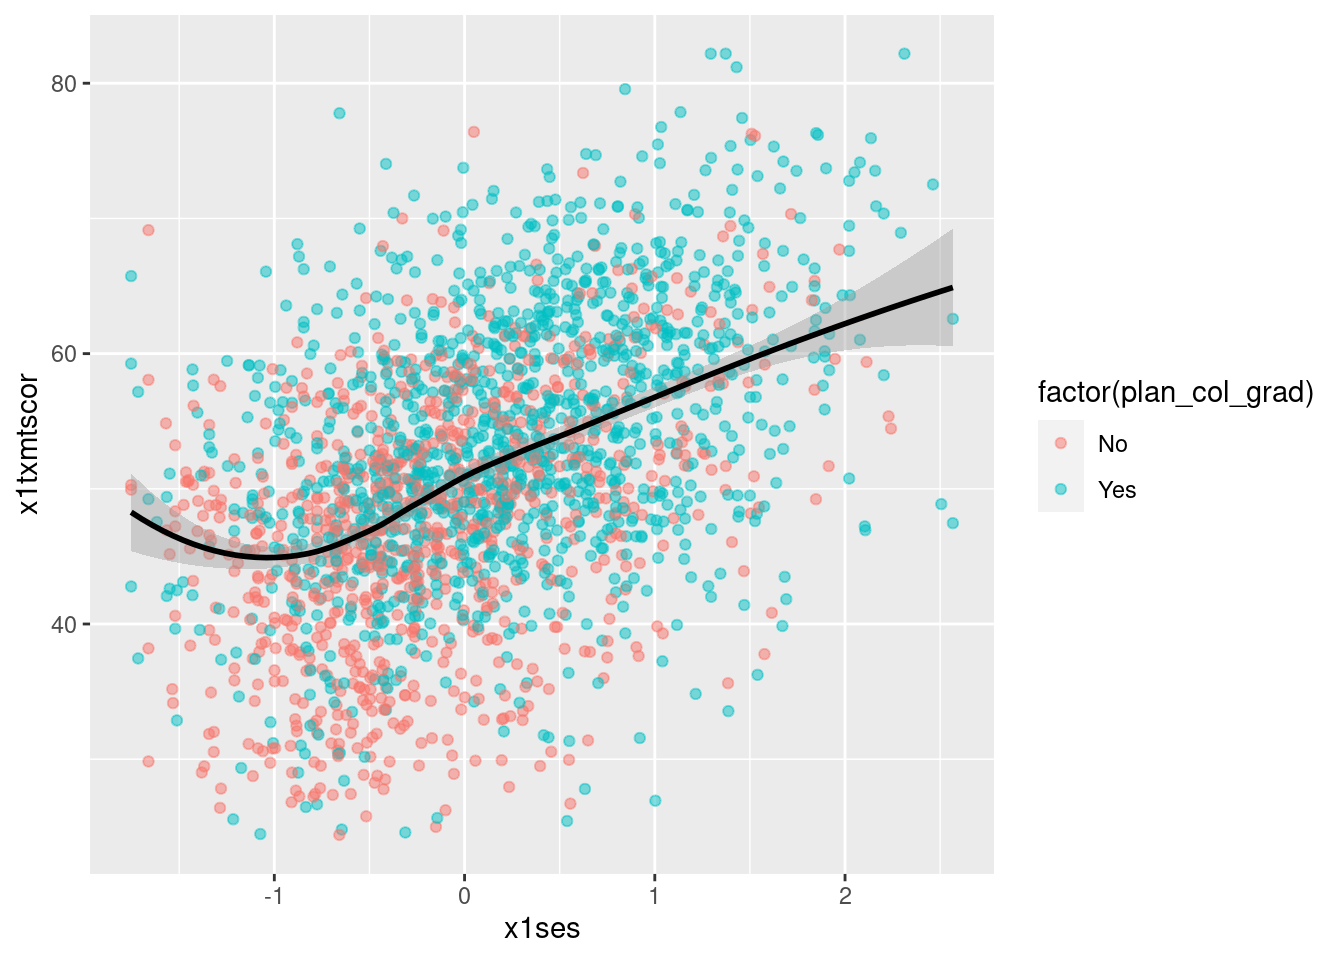 80
60
40
-1
0
1
2
x1ses
x1txmtscor
factor(plan_col_grad)
No
Yes